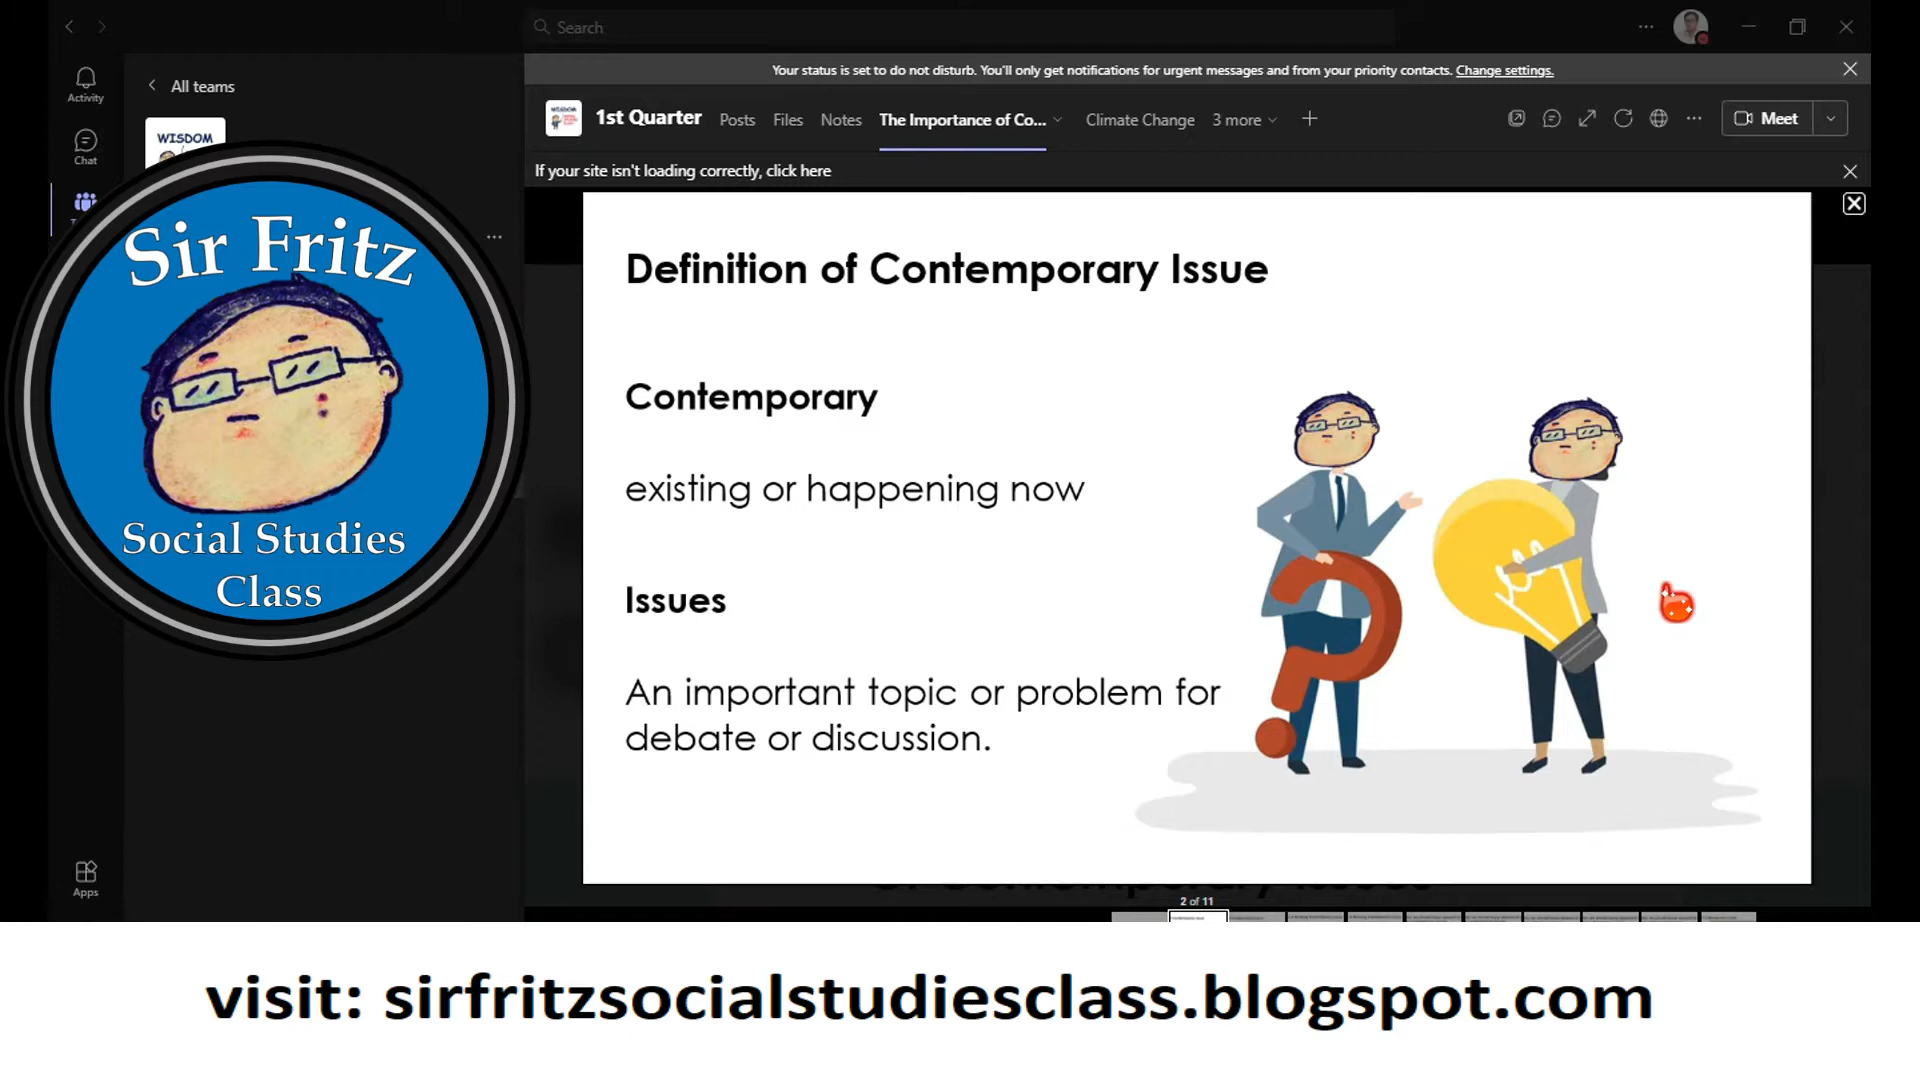 Search
Your status is set to do not disturb. You'll only get notifications for urgent messages and from your priority contacts. Change settings.
Activity
All teams
WISDOM
WISDOM
1st Quarter
Posts
Files
Notes
The Importance of Co...
Climate Change
3 more
Meet
Chat
If your site isn't loading correctly, click here
Sir Fritz
Social Studies
Class
Definition of Contemporary Issue
Contemporary
existing or happening now
Issues
An important topic or problem for
debate or discussion.
Apps
2 of 11
visit: sirfritzsocialstudiesclass.blogspot.com